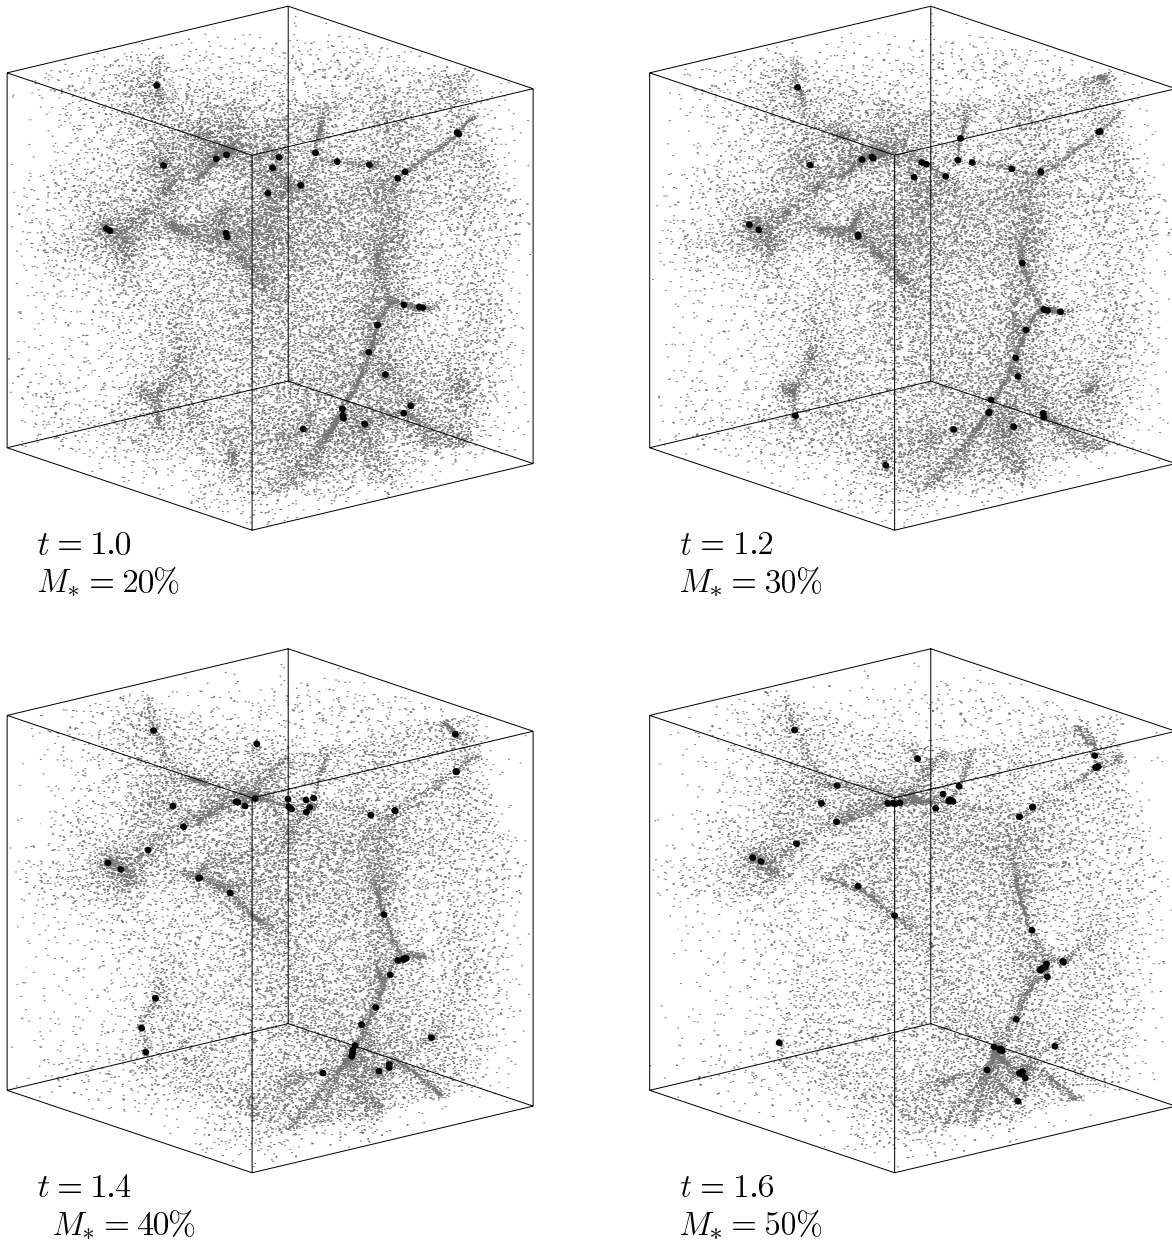 t = 1.0
M* = 20%
t = 1.2
M* = 30%
t = 1.4
M* = 40%
t = 1.6
M* = 50%